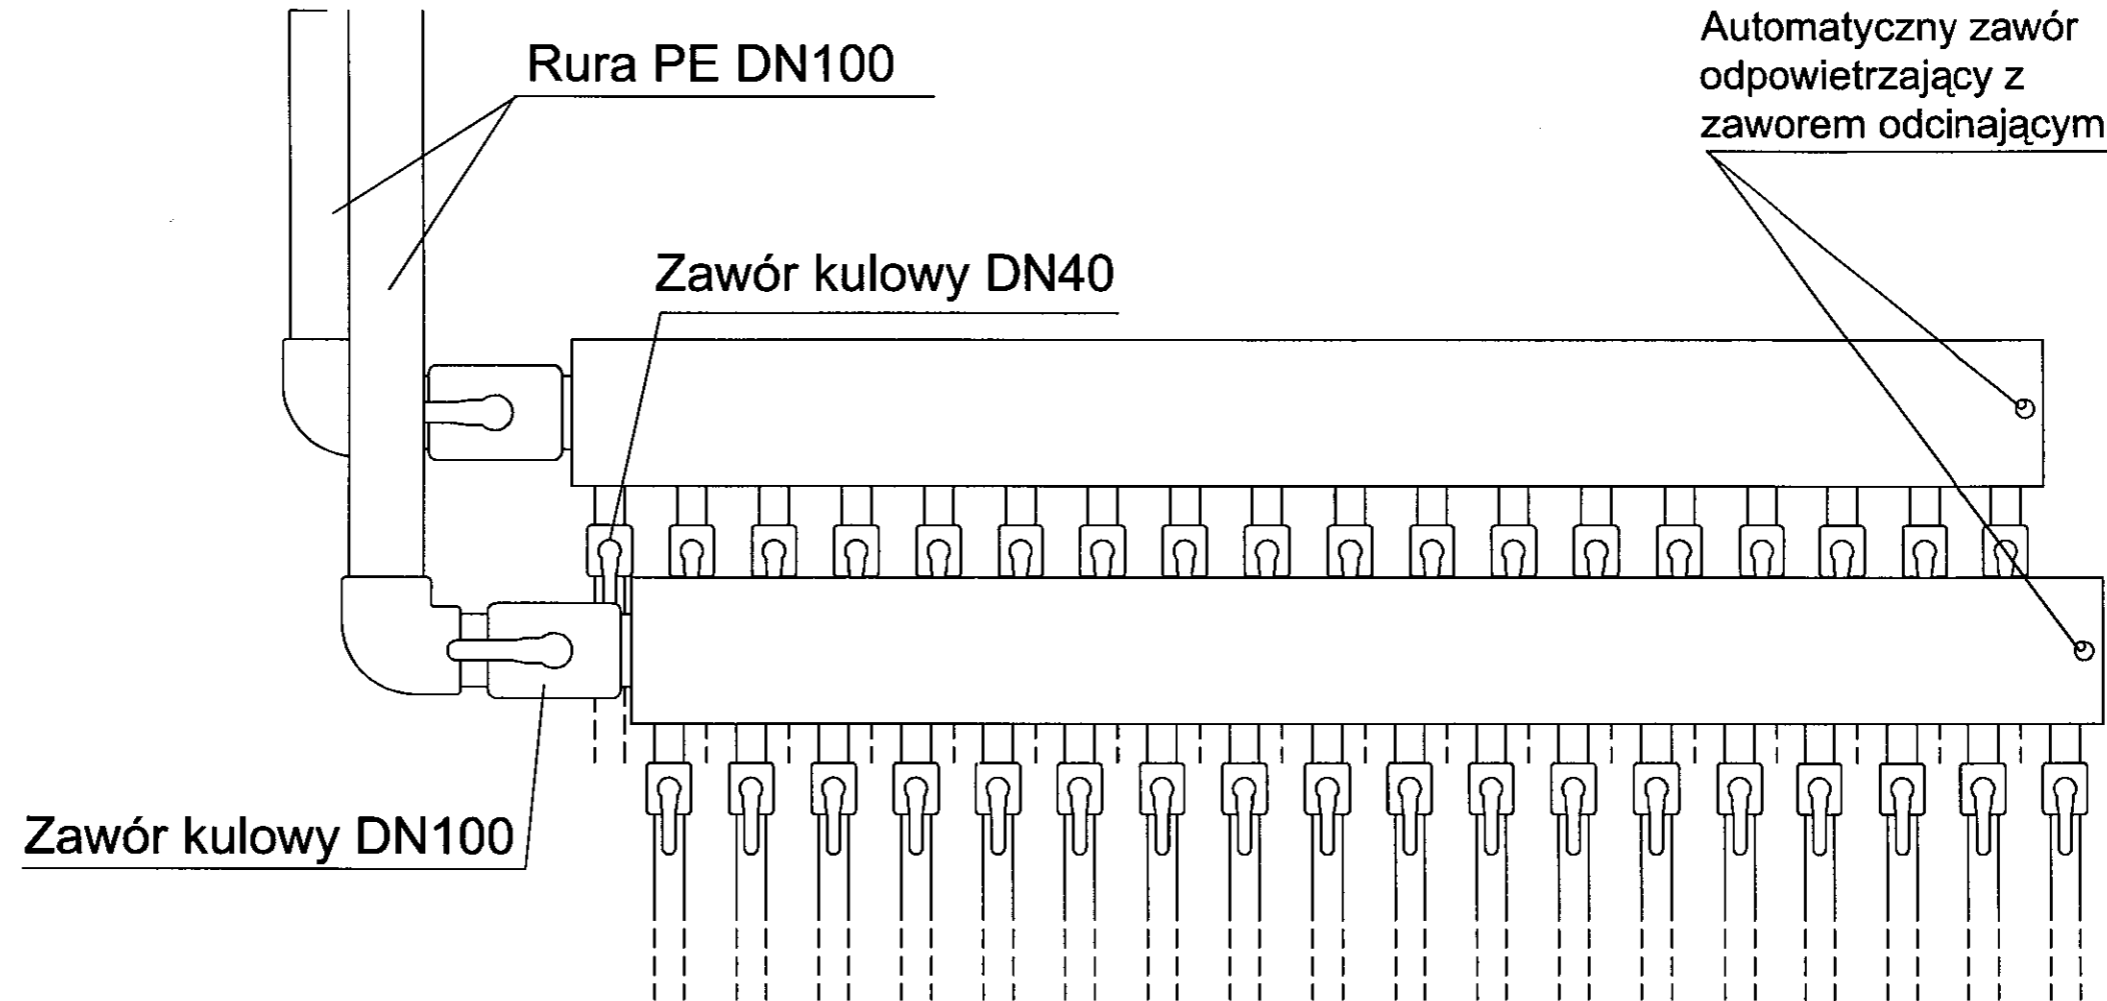 Rura PE DN100
Automatyczny zawór
odpowietrzający z
zaworem odcinającym
Zawór kulowy DN40
Zawór kulowy DN100